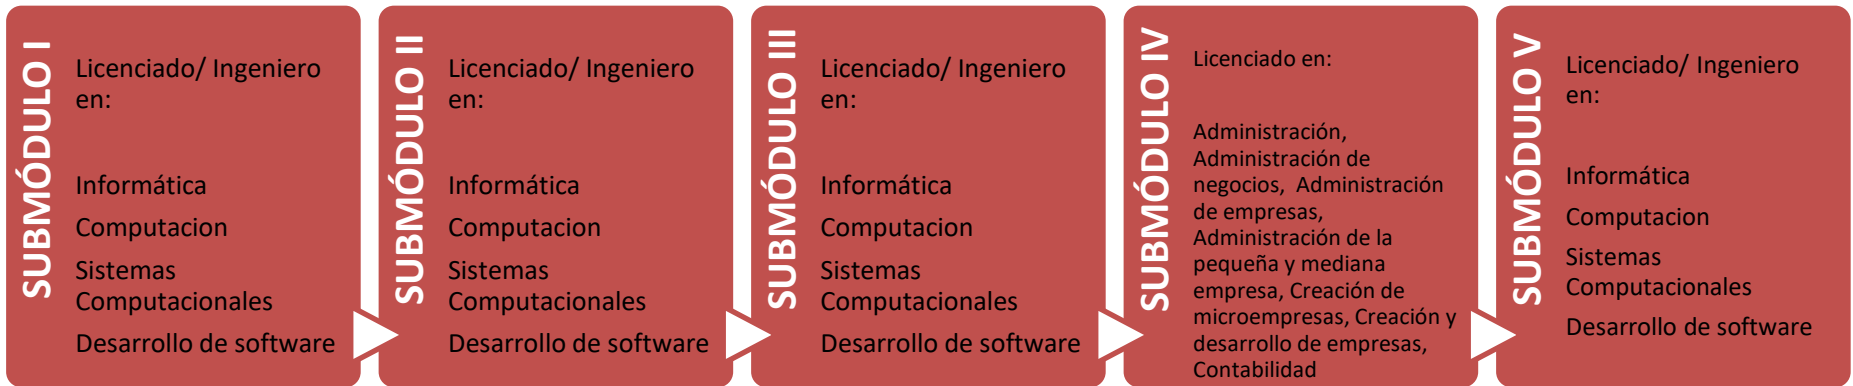 SUBMÓDULO I
Licenciado/ Ingeniero
en:
Informática
Computacion
Sistemas
Computacionales
Desarrollo de software
SUBMÓDULO II
Licenciado/ Ingeniero
en:
Informática
Computacion
Sistemas
Computacionales
Desarrollo de software
SUBMÓDULO III
Licenciado/ Ingeniero
en:
Informática
Computacion
Sistemas
Computacionales
Desarrollo de software
SUBMÓDULO IV
Licenciado en:
Administración,
Administración de
negocios, Administración
de empresas,
Administración de la
pequeña y mediana
empresa, Creación de
microempresas, Creación y
desarrollo de empresas,
Contabilidad
SUBMÓDULO V
Licenciado/ Ingeniero
en:
Informática
Computacion
Sistemas
Computacionales
Desarrollo de software